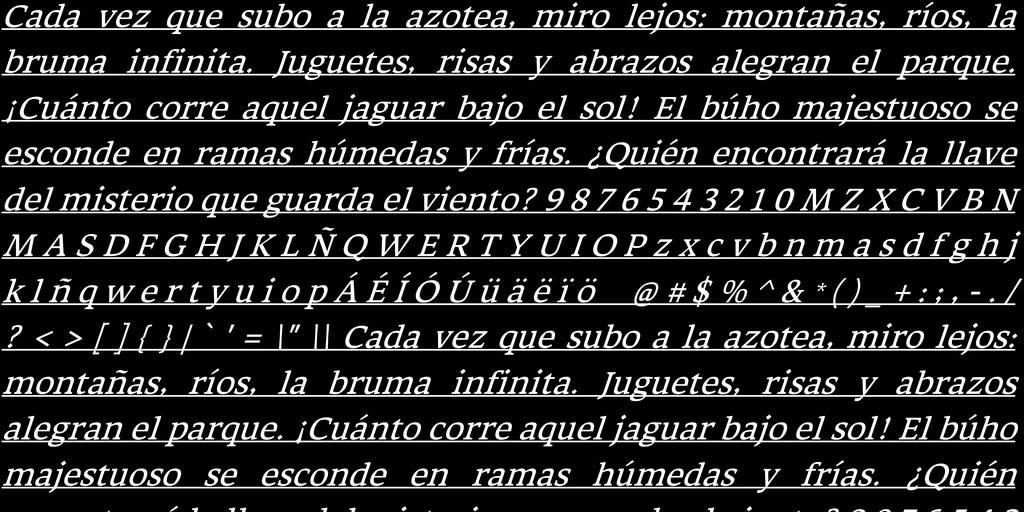 Cada vez que subo a la azotea, miro lejos: montañas, ríos, la
bruma infinita. Juguetes, risas y abrazos alegran el parque.
¡Cuánto corre aquel jaguar bajo el sol! El búho majestuoso se
esconde en ramas húmedas y frías. ¿Quién encontrará la llave
del misterio que guarda el viento? 9 8 7 6 5 4 3 2 1 0 M Z X C V B N
M A S D F G H J K L Ñ Q W E R T Y U I O P z x c v b n m a s d f g h j
k l ñ q w e r t y u i o p Á É Í Ó Ú ü ä ë ï ö @ # $ % ^ & * ( ) _ + : ; , - . /
? < > [ ] { } | ` ' = \" \\ Cada vez que subo a la azotea, miro lejos:
montañas, ríos, la bruma infinita. Juguetes, risas y abrazos
alegran el parque. ¡Cuánto corre aquel jaguar bajo el sol! El búho
majestuoso se esconde en ramas húmedas y frías. ¿Quién